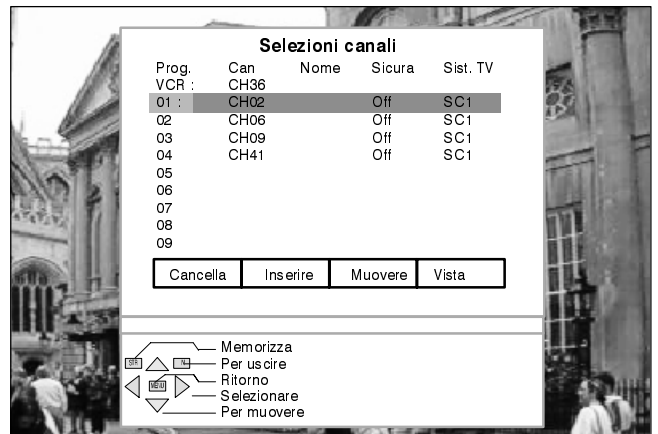 Selezioni canali
Prog. Can Nome Sicura Sist. TV
VCR : CH36
01 : CH02 Off SC1
02 CH06 Off SC1
03 CH09 Off SC1
04 CH41 Off SC1
05
06
07
08
09
Cancella Inserire Muovere Vista
Memorizza
STR N
Per uscire
MENU
Ritorno
Selezionare
Per muovere